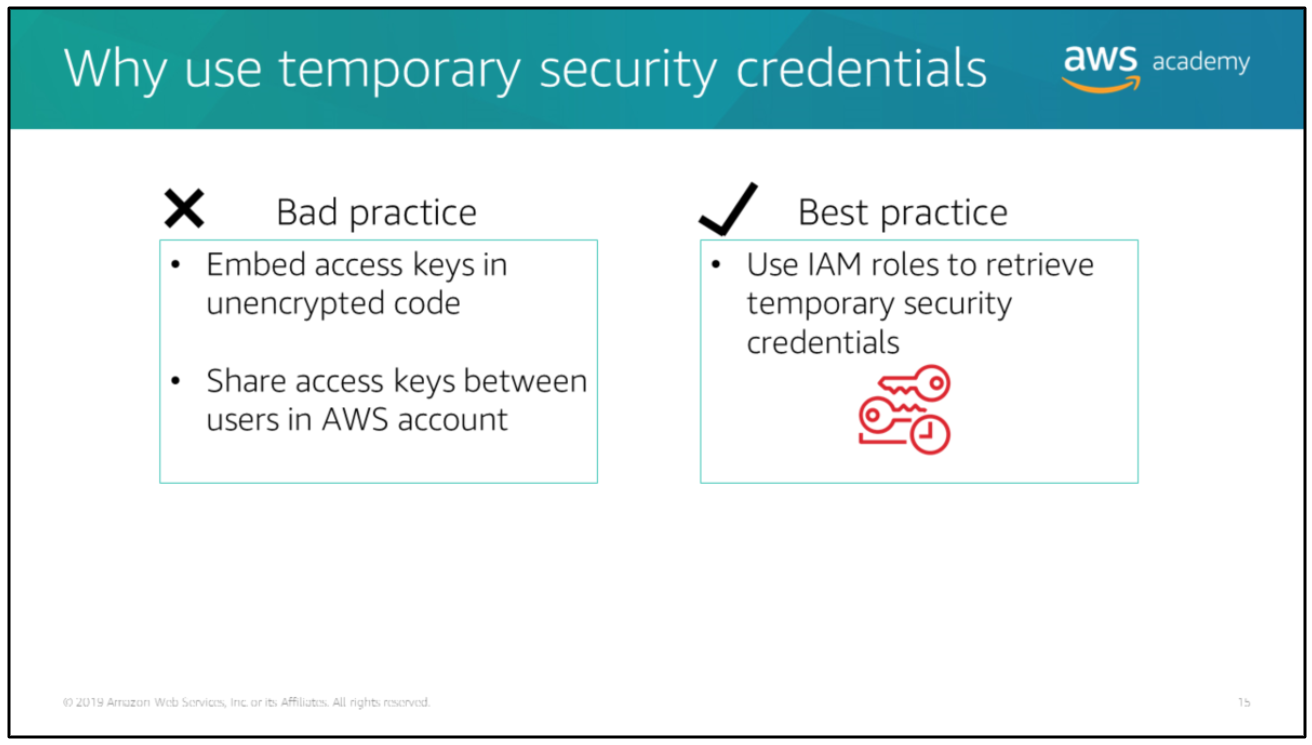 Why use temporary security credentials
aws academy
Bad practice
• Embed access keys in
unencrypted code
• Share access keys between
users in AWS account
Best practice
• Use IAM roles to retrieve
temporary security
credentials
© 2019 Amazon Web Services, Inc. or its Affiliates. All rights reserved.
15